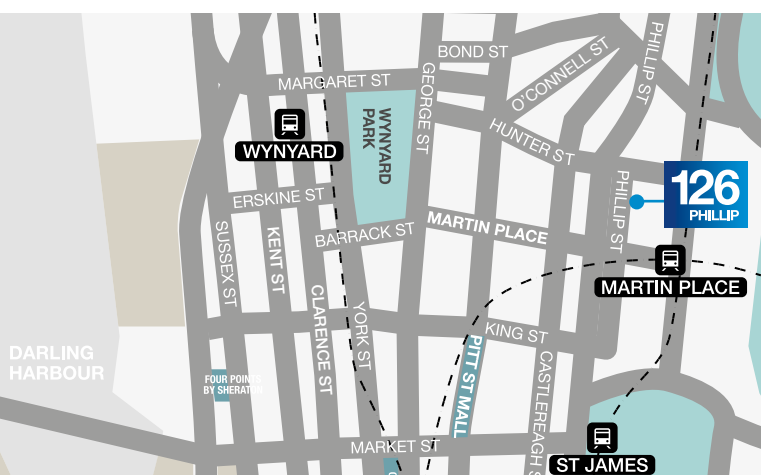 BOND ST
MARGARET ST
GEORGE ST
O'CONNELL ST
PHILLIP ST
WYNYARD
PARK
HUNTER ST
WYNYARD
126
PHILLIP
ERSKINE ST
PHILLIP ST
BARRACK ST
MARTIN PLACE
SUSSEX ST
KENT ST
MARTIN PLACE
CLARENCE ST
YORK ST
KING ST
PITT ST MALL
CASTLEREAGH S
DARLING
HARBOUR
FOUR POINTS
BY SHERATON
MARKET ST
ST JAMES